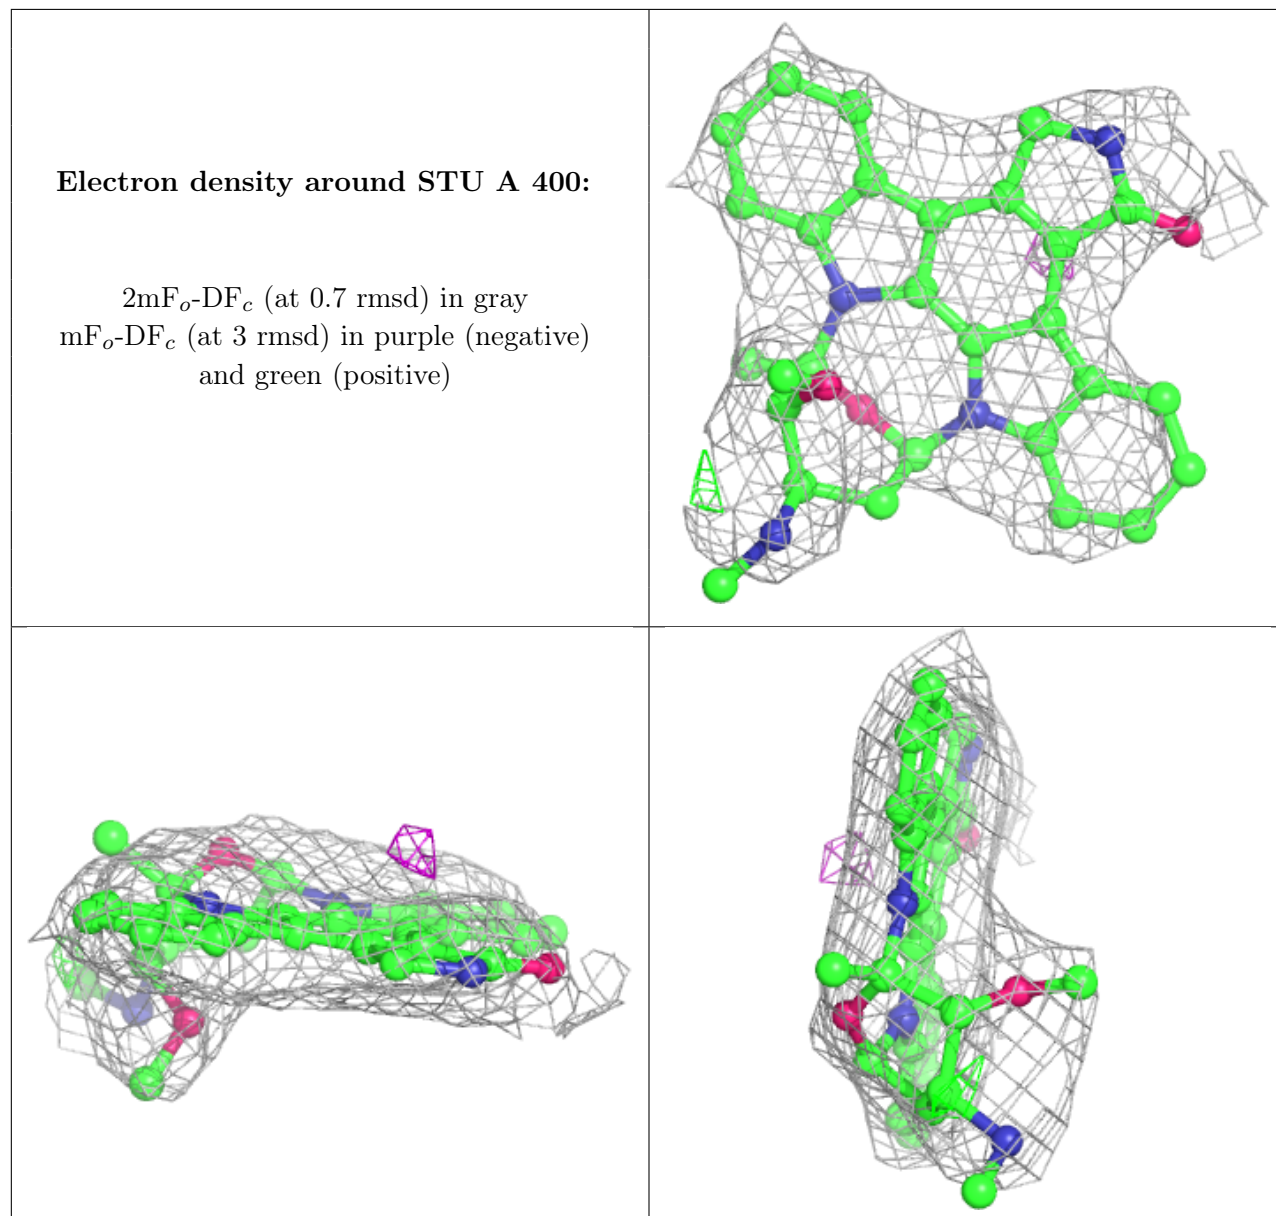 Electron density around STU A 400:
2mFo-DFc (at 0.7 rmsd) in gray
mFo-DFc (at 3 rmsd) in purple (negative)
and green (positive)